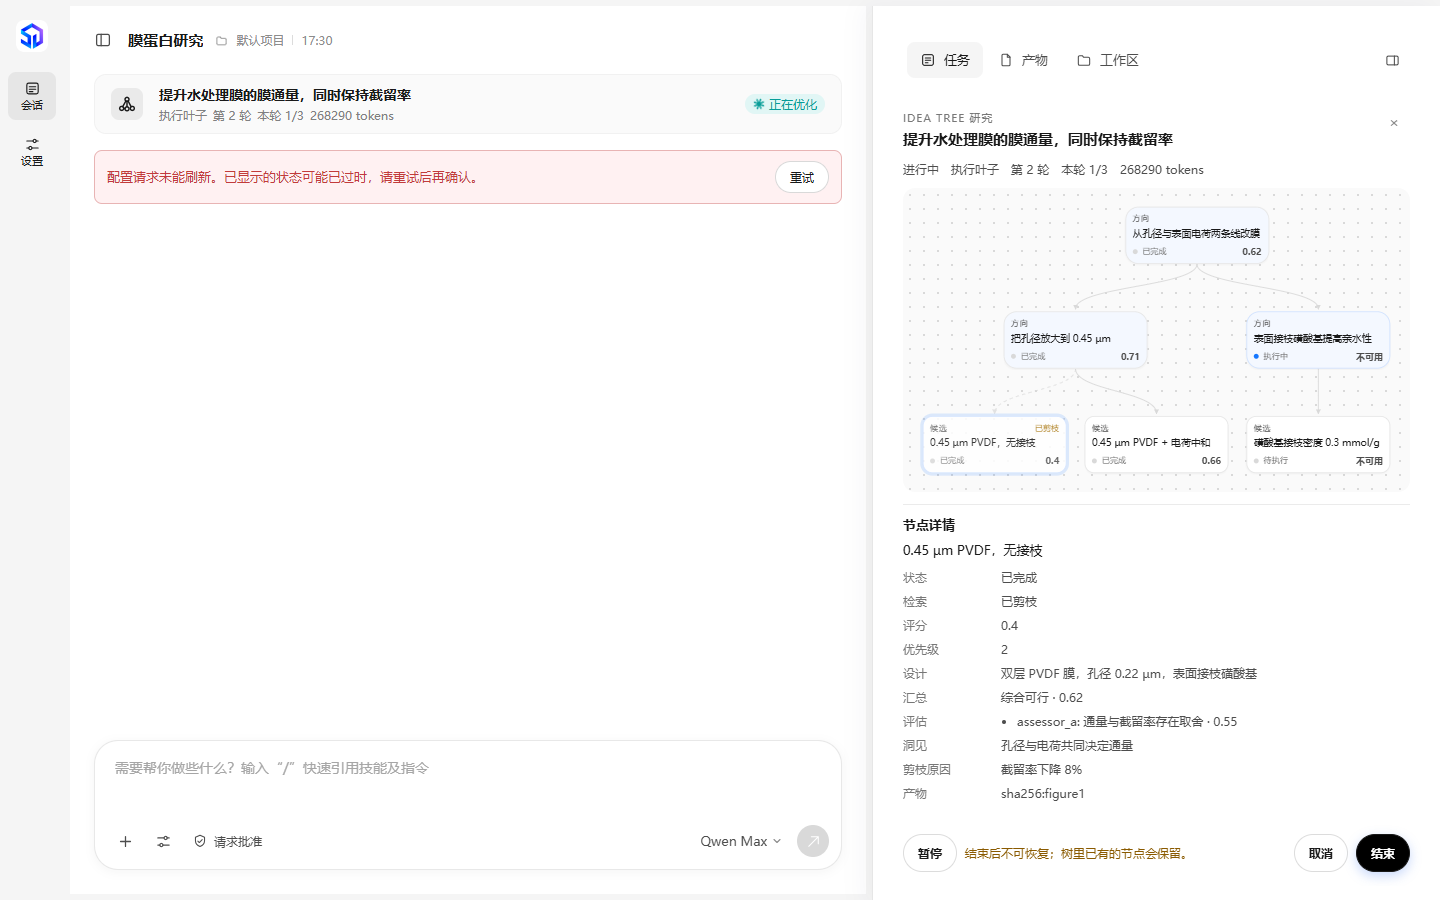 会话
设置
膜蛋白研究 默认项目 17:30
提升水处理膜的膜通量，同时保持截留率
执行叶子 第 2 轮 本轮 1/3 268290 tokens
正在优化
配置请求未能刷新。已显示的状态可能已过时，请重试后再确认。
重试
需要帮你做些什么？输入“/”快速引用技能及指令
请求批准
Qwen Max
任务 产物 工作区
IDEA TREE 研究
提升水处理膜的膜通量，同时保持截留率
进行中 执行叶子 第 2 轮 本轮 1/3 268290 tokens
方向
从孔径与表面电荷两条线改膜
已完成 0.62
方向
把孔径放大到 0.45 μm
已完成 0.71
方向
表面接枝磺酸基提高亲水性
执行中 不可用
候选 已剪枝
0.45 μm PVDF，无接枝
已完成 0.4
候选
0.45 μm PVDF + 电荷中和
已完成 0.66
候选
磺酸基接枝密度 0.3 mmol/g
待执行 不可用
节点详情
0.45 μm PVDF，无接枝
状态 已完成
检索 已剪枝
评分 0.4
优先级 2
设计 双层 PVDF 膜，孔径 0.22 μm，表面接枝磺酸基
汇总 综合可行 · 0.62
评估 • assessor_a: 通量与截留率存在取舍 · 0.55
洞见 孔径与电荷共同决定通量
剪枝原因 截留率下降 8%
产物 sha256:figure1
暂停 结束后不可恢复；树里已有的节点会保留。 取消 结束